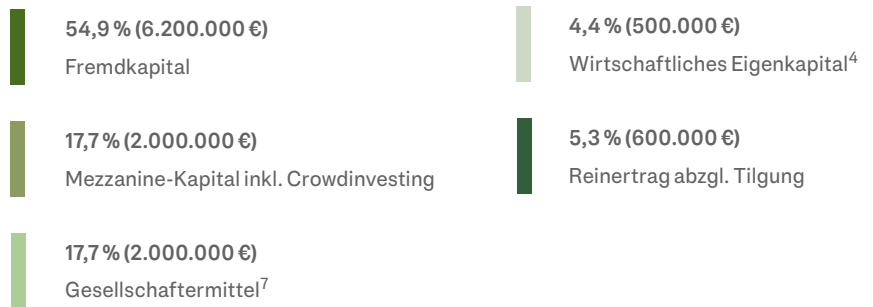 54,9 % (6.200.000 €)
Fremdkapital
17,7 % (2.000.000 €)
Mezzanine-Kapital inkl. Crowdinvesting
17,7 % (2.000.000 €)
Gesellschaftermittel⁷
4,4 % (500.000 €)
Wirtschaftliches Eigenkapital⁴
5,3 % (600.000 €)
Reinertrag abzgl. Tilgung